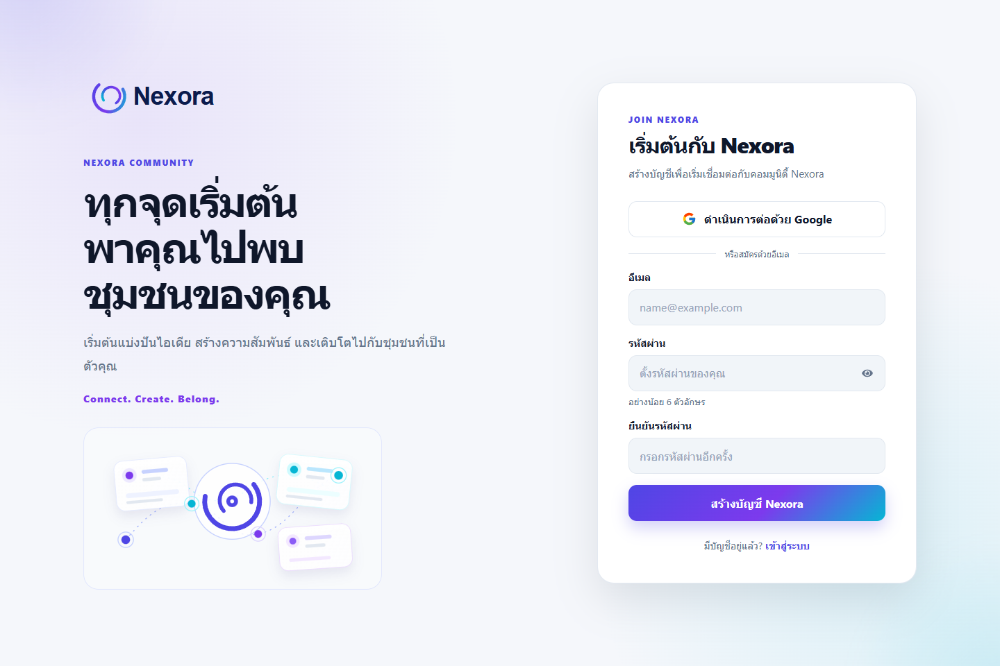 Nexora
NEXORA COMMUNITY
ทุกจุดเริ่มต้น
พาคุณไปพบ
ชุมชนของคุณ
เริ่มต้นแบ่งปันไอเดีย สร้างความสัมพันธ์ และเติบโตไปกับชุมชนที่เป็น
ตัวคุณ
Connect. Create. Belong.
JOIN NEXORA
เริ่มต้นกับ Nexora
สร้างบัญชีเพื่อเริ่มเชื่อมต่อกับคอมมูนิตี้ Nexora
ดำเนินการต่อด้วย Google
หรือสมัครด้วยอีเมล
อีเมล
name@example.com
รหัสผ่าน
ตั้งรหัสผ่านของคุณ
อย่างน้อย 6 ตัวอักษร
ยืนยันรหัสผ่าน
กรอกรหัสผ่านอีกครั้ง
สร้างบัญชี Nexora
มีบัญชีอยู่แล้ว? เข้าสู่ระบบ